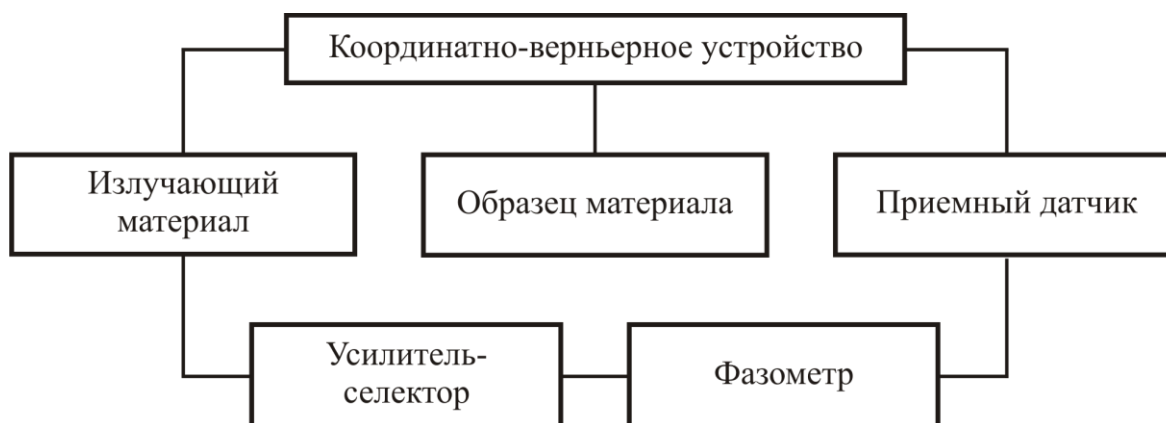 Координатно-верньерное устройство
Излучающий
материал
Образец материала
Приемный датчик
Усилитель-
селектор
Фазометр